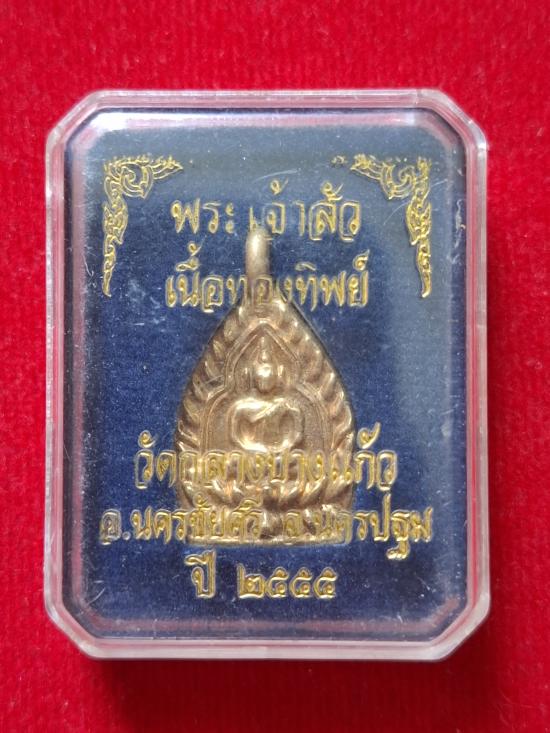 พระเจ้าสัว
เนื้อทองทิพย์
วัดกลางบางแก้ว
อ.นครชัยศรี จ.นครปฐม
ปี ๒๕๕๕